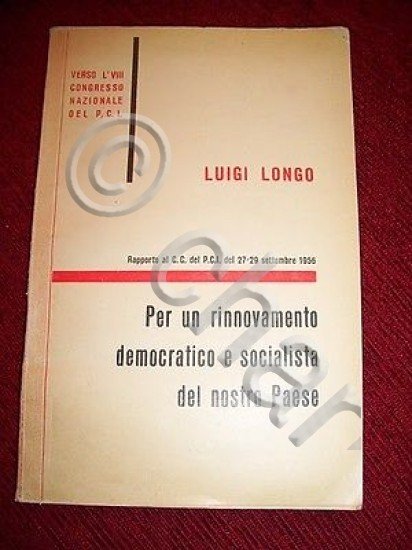 VERSO L'VIII
CONGRESSO
NAZIONALE
DEL P.C.I.
LUIGI LONGO
Rapporto al C.C. del P.C.I. del 27-29 settembre 1956
Per un rinnovamento
democratico e socialista
del nostro Paese
© char